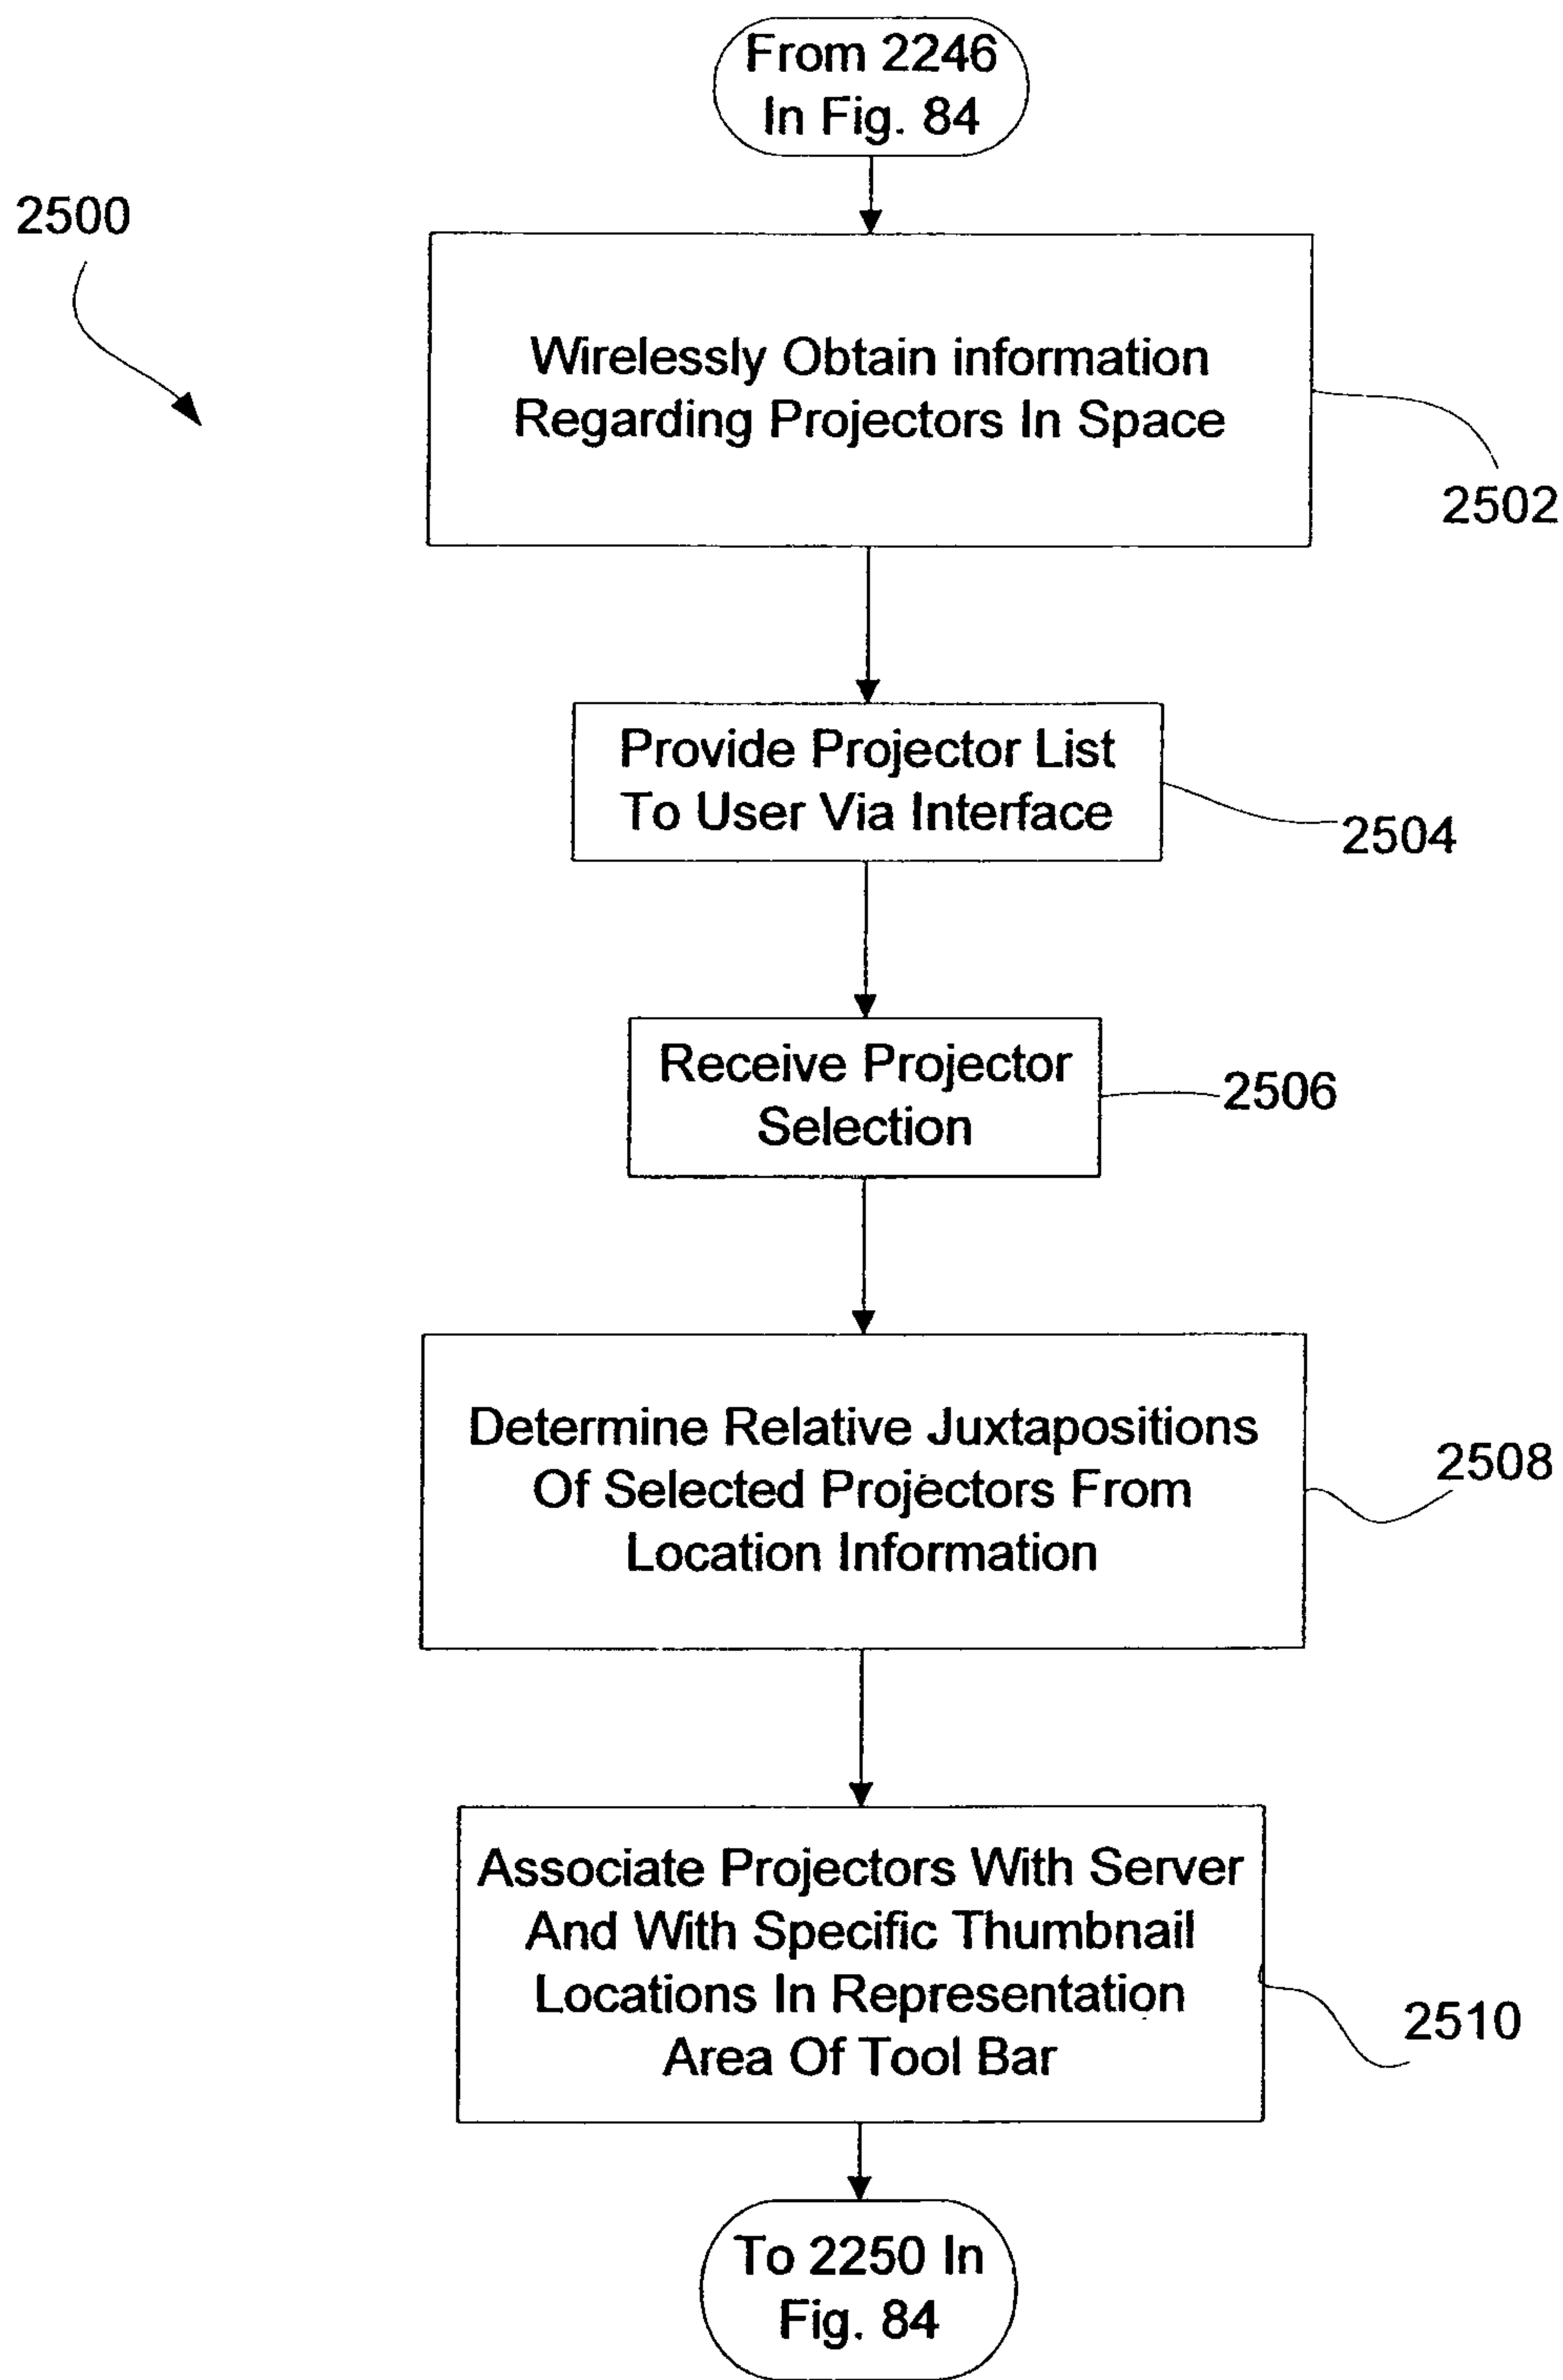 From 2246
In Fig. 84
2500
Wirelessly Obtain information
Regarding Projectors In Space
2502
Provide Projector List
To User Via Interface
2504
Receive Projector
Selection
2506
Determine Relative Juxtapositions
Of Selected Projectors From
Location Information
2508
Associate Projectors With Server
And With Specific Thumbnail
Locations In Representation
Area Of Tool Bar
2510
To 2250 In
Fig. 84